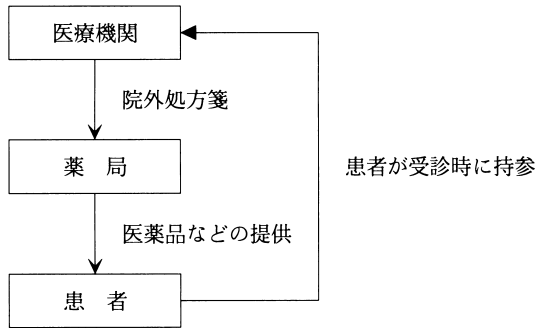 医療機関
院外処方箋
薬　局
患者が受診時に持参
医薬品などの提供
患　者